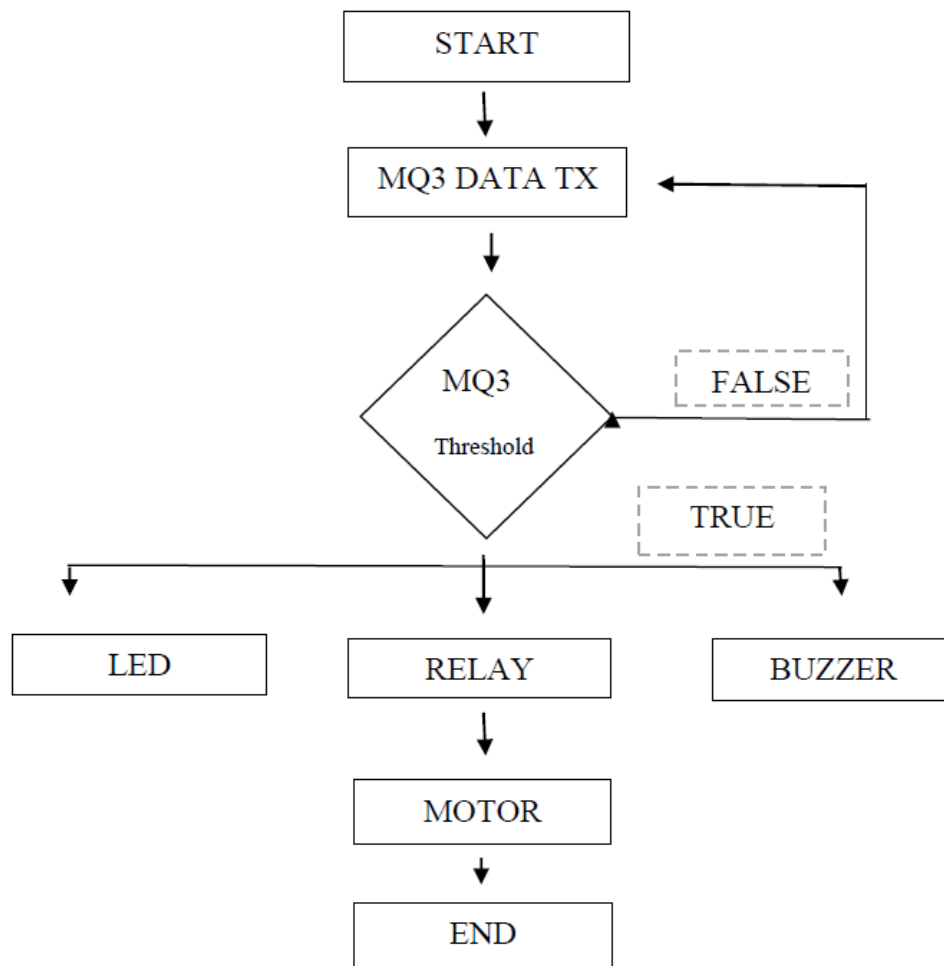 START
MQ3 DATA TX
MQ3
Threshold
FALSE
TRUE
LED
RELAY
BUZZER
MOTOR
END